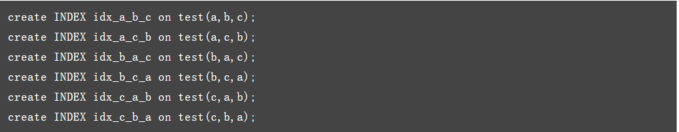 create INDEX idx_a_b_c on test(a,b,c);
create INDEX idx_a_c_b on test(a,c,b);
create INDEX idx_b_a_c on test(b,a,c);
create INDEX idx_b_c_a on test(b,c,a);
create INDEX idx_c_a_b on test(c,a,b);
create INDEX idx_c_b_a on test(c,b,a);